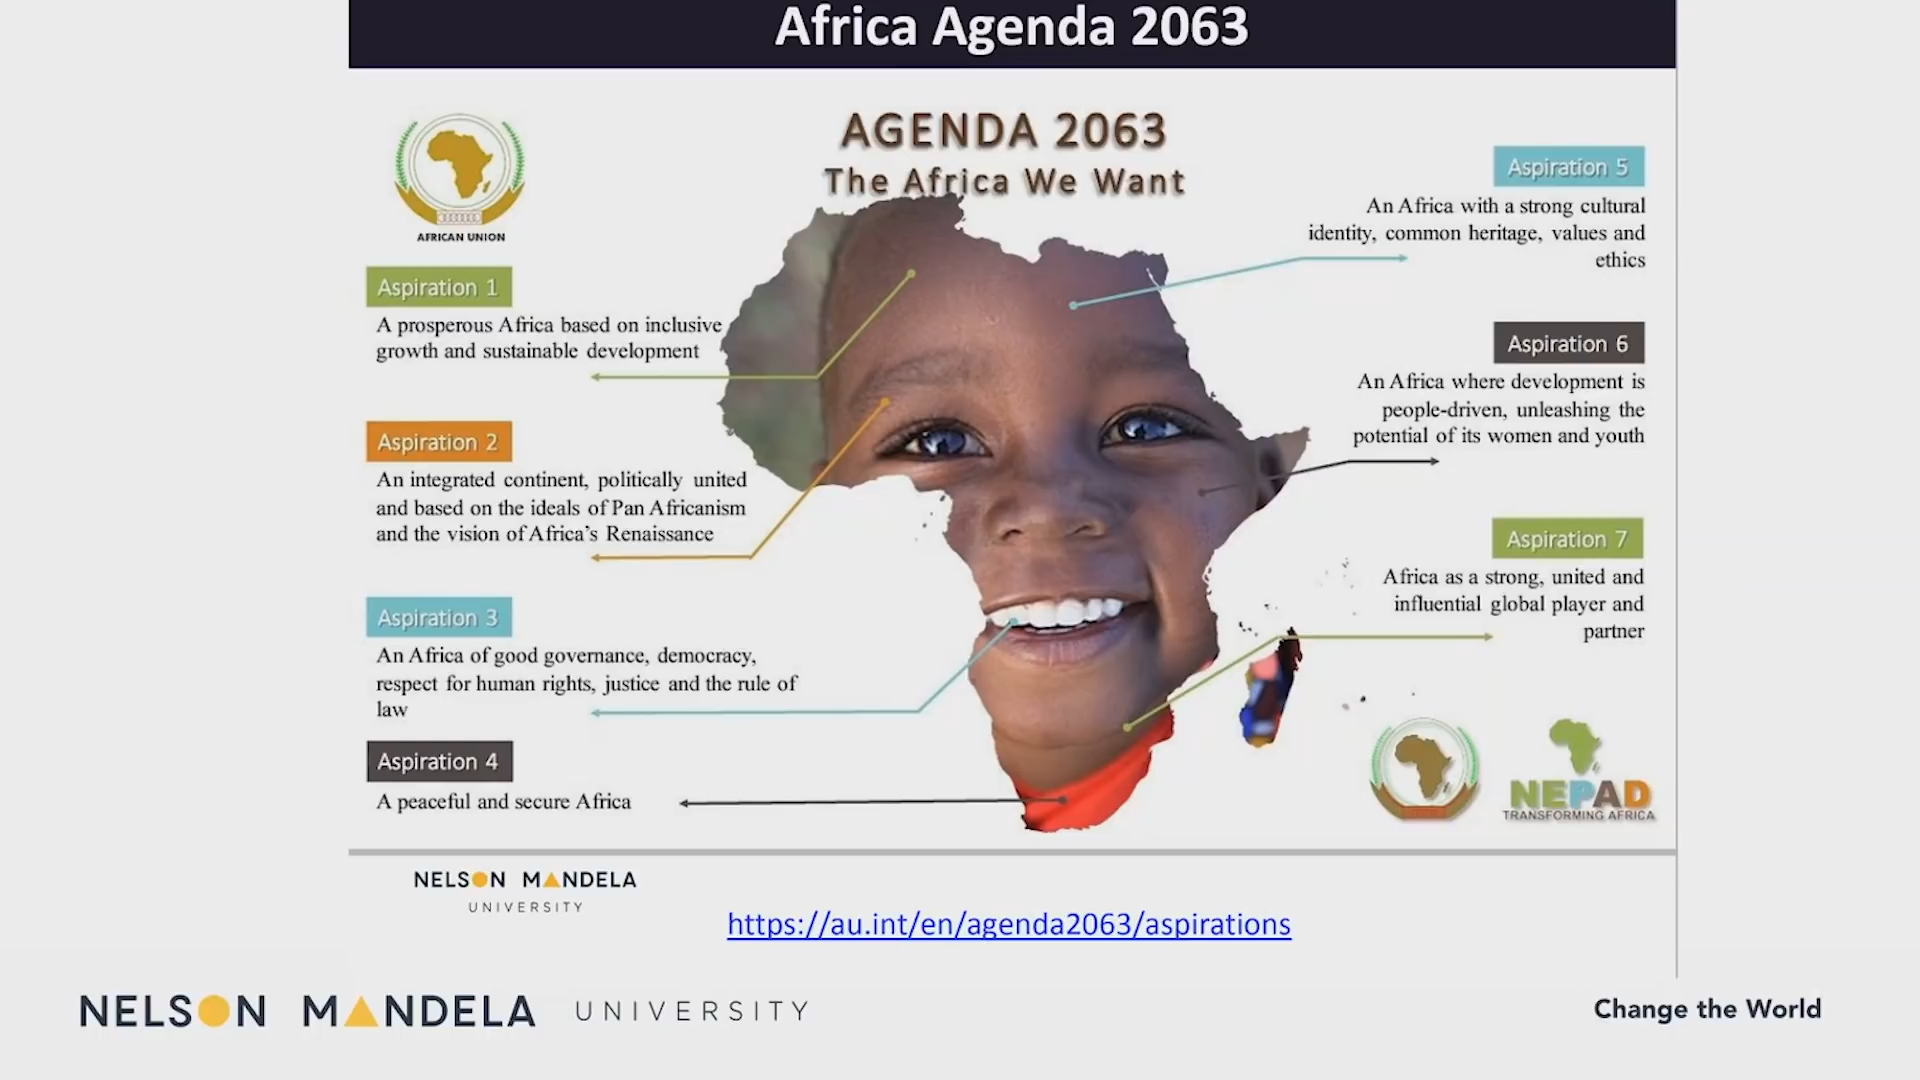 Africa Agenda 2063
AGENDA 2063
The Africa We Want
AFRICAN UNION
Aspiration 1
A prosperous Africa based on inclusive
growth and sustainable development
Aspiration 2
An integrated continent, politically united
and based on the ideals of Pan Africanism
and the vision of Africa's Renaissance
Aspiration 3
An Africa of good governance, democracy,
respect for human rights, justice and the rule of
law
Aspiration 4
A peaceful and secure Africa
Aspiration 5
An Africa with a strong cultural
identity, common heritage, values and
ethics
Aspiration 6
An Africa where development is
people-driven, unleashing the
potential of its women and youth
Aspiration 7
Africa as a strong, united and
influential global player and
partner
NEPAD
TRANSFORMING AFRICA
NELSON MANDELA
UNIVERSITY
https://au.int/en/agenda2063/aspirations
NELSON MANDELA UNIVERSITY
Change the World